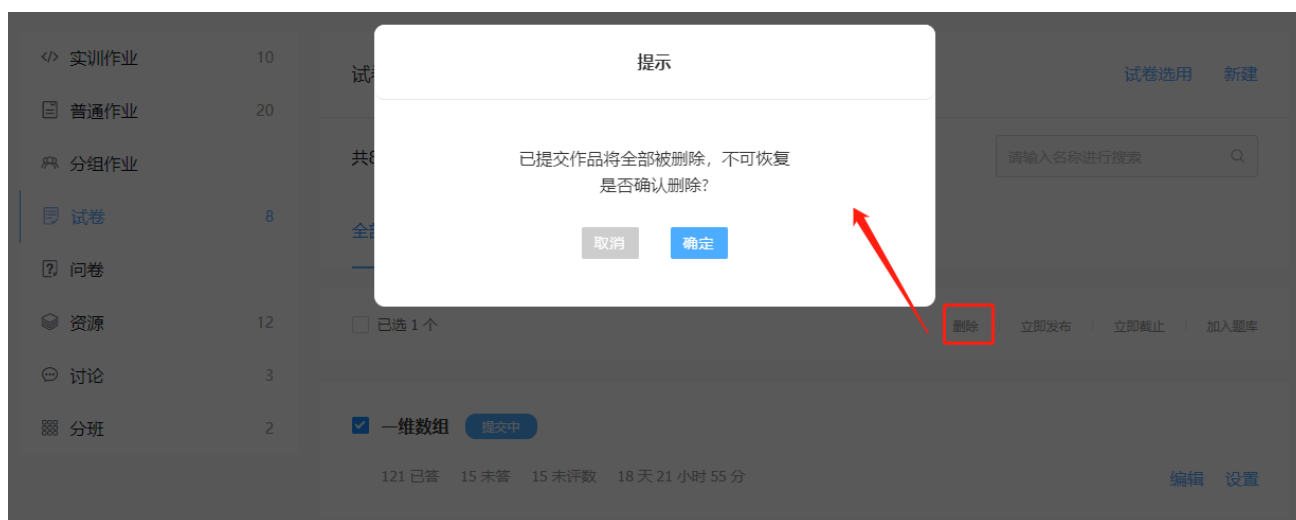 实训作业 10
普通作业 20
分组作业
试卷 8
问卷
资源 12
讨论 3
分班 2
提示
已提交作品将全部被删除，不可恢复
是否确认删除？
取消 确定
试 试卷选用 新建
共8
请输入名称进行搜索
全部
已选 1 个 删除 立即发布 立即截止 加入题库
一维数组 提交中
121 已答 15 未答 15 未评数 18 天 21 小时 55 分
编辑 设置